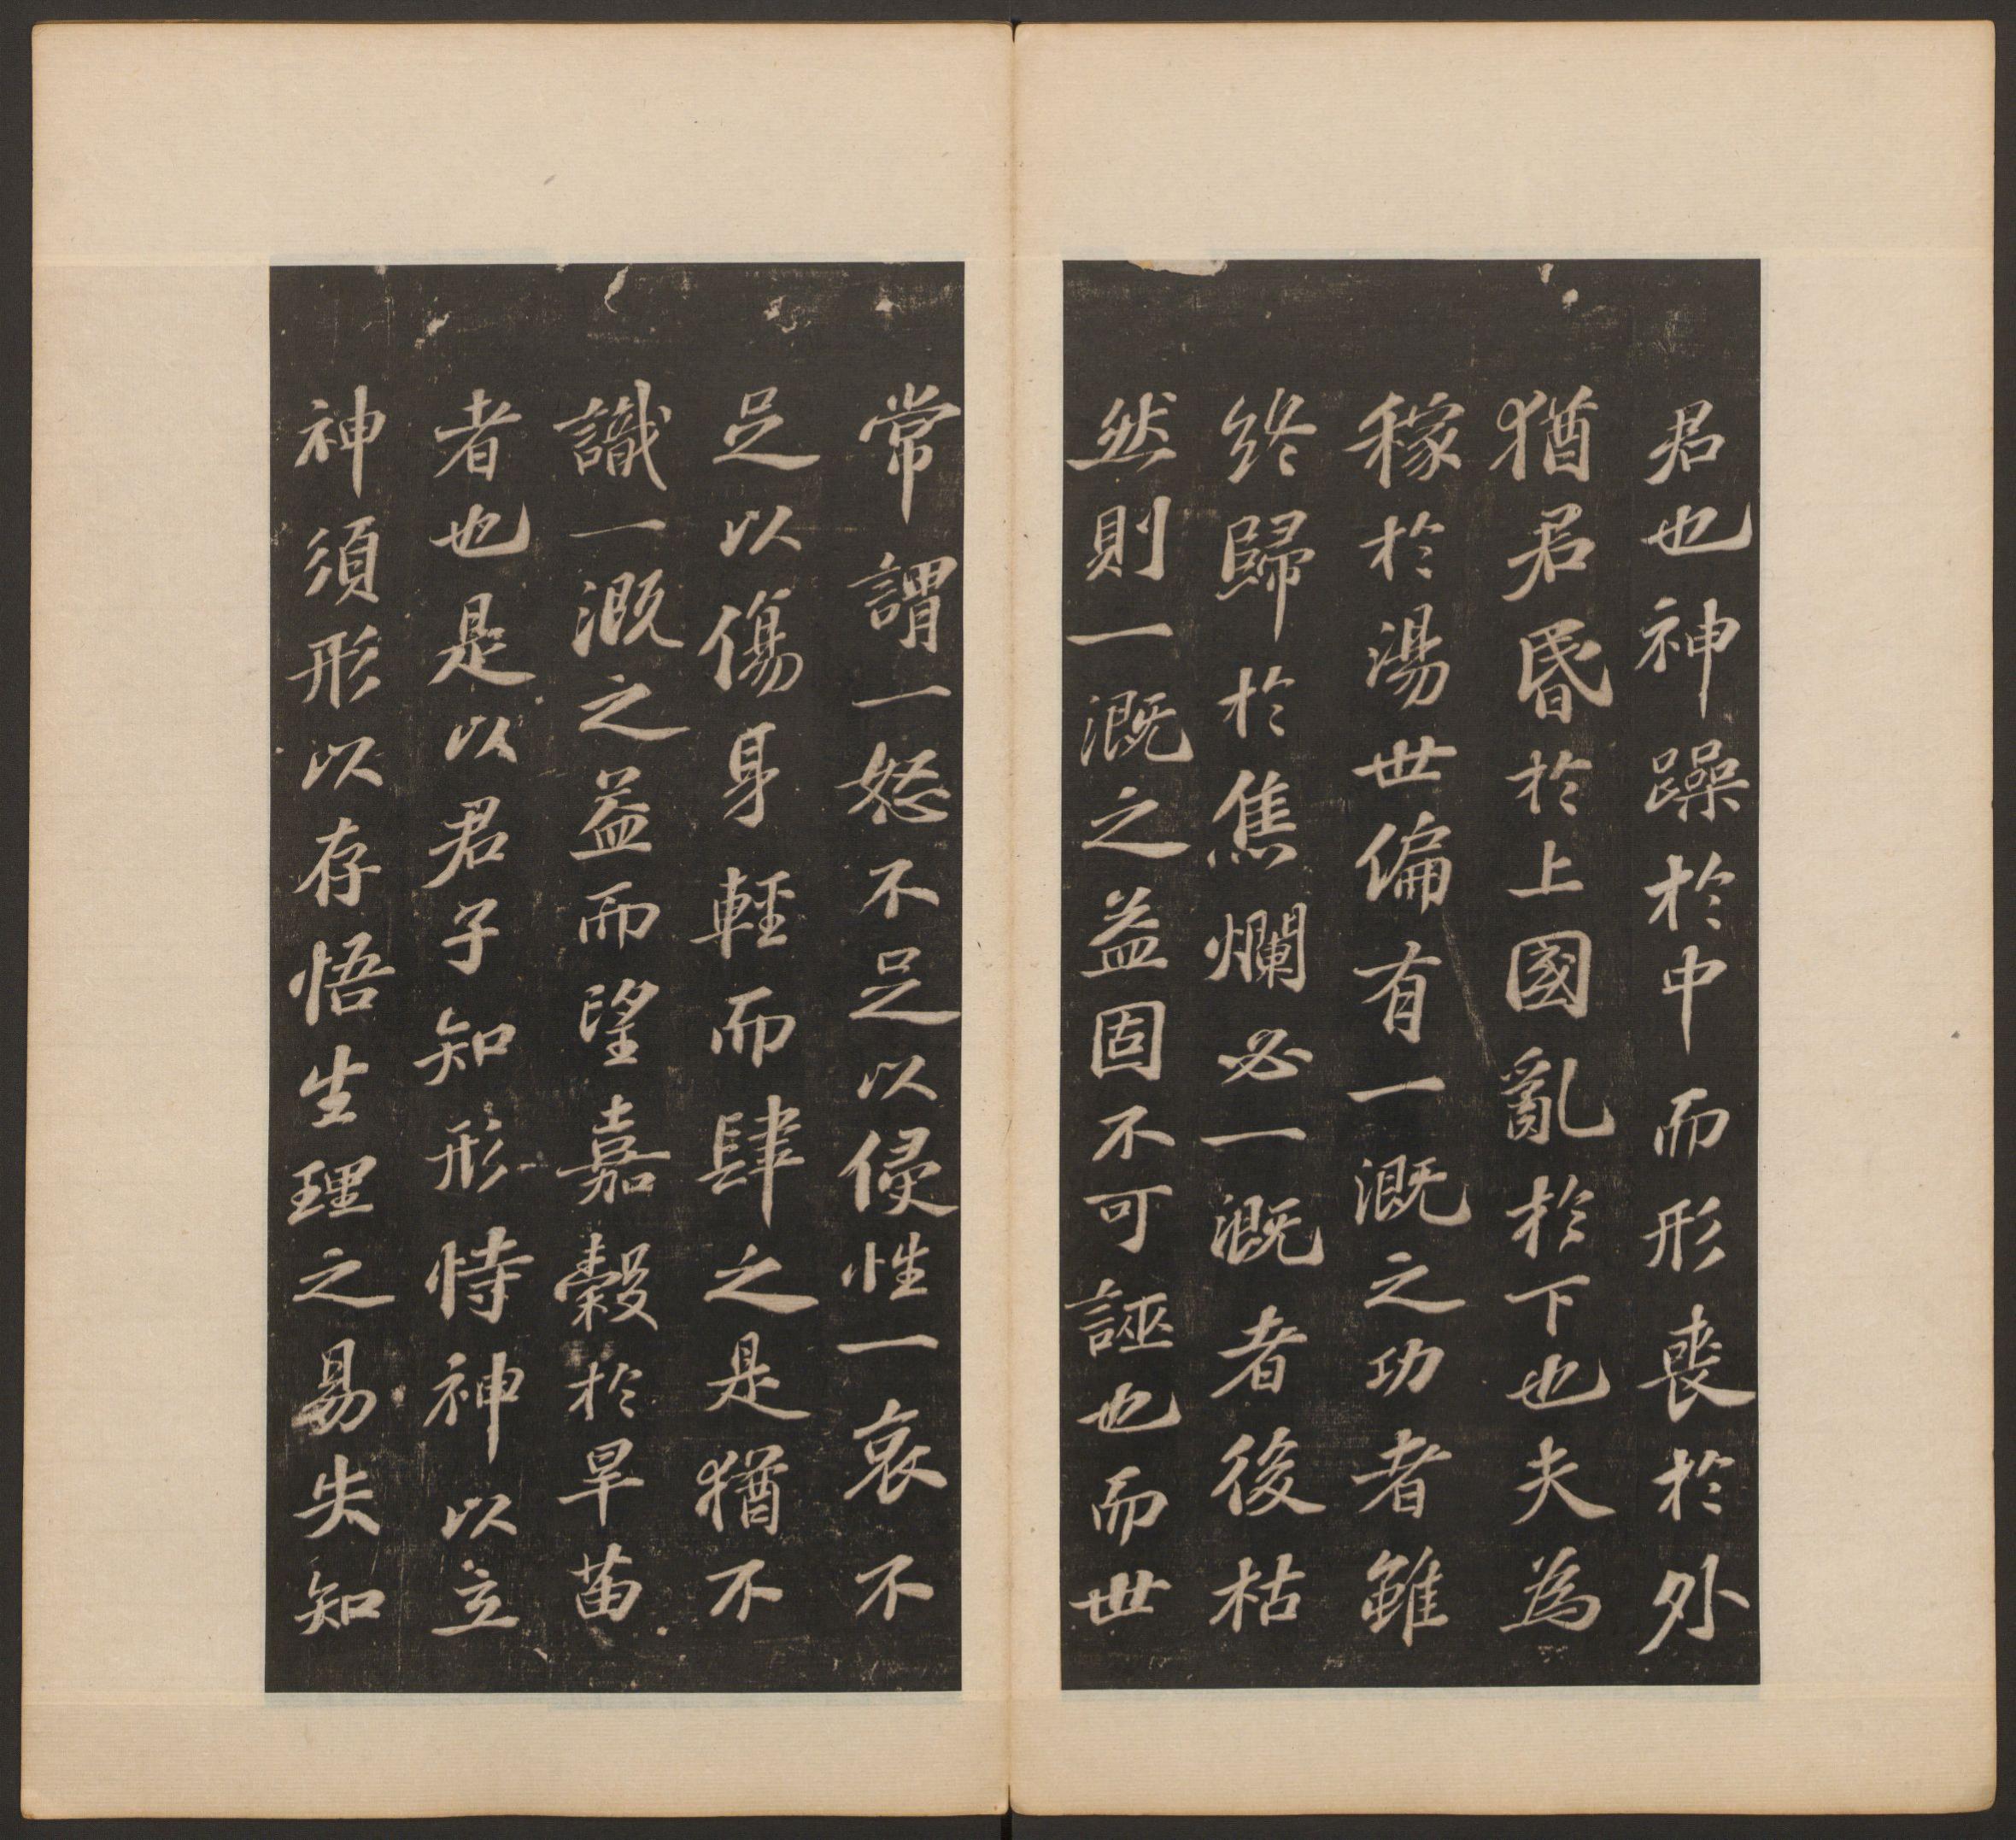 君也神躁於中而形喪於外
猶君昏於上國亂於下也夫為
稼於湯世偏有一溉之功者雖
終歸於焦爛必一溉者後枯
然則一溉之益固不可誣也而世
常謂一怒不足以侵性一哀不
足以傷身輕而肆之是猶不
識一溉之益而望嘉穀於旱苗
者也是以君子知形恃神以立
神須形以存悟生理之易失知